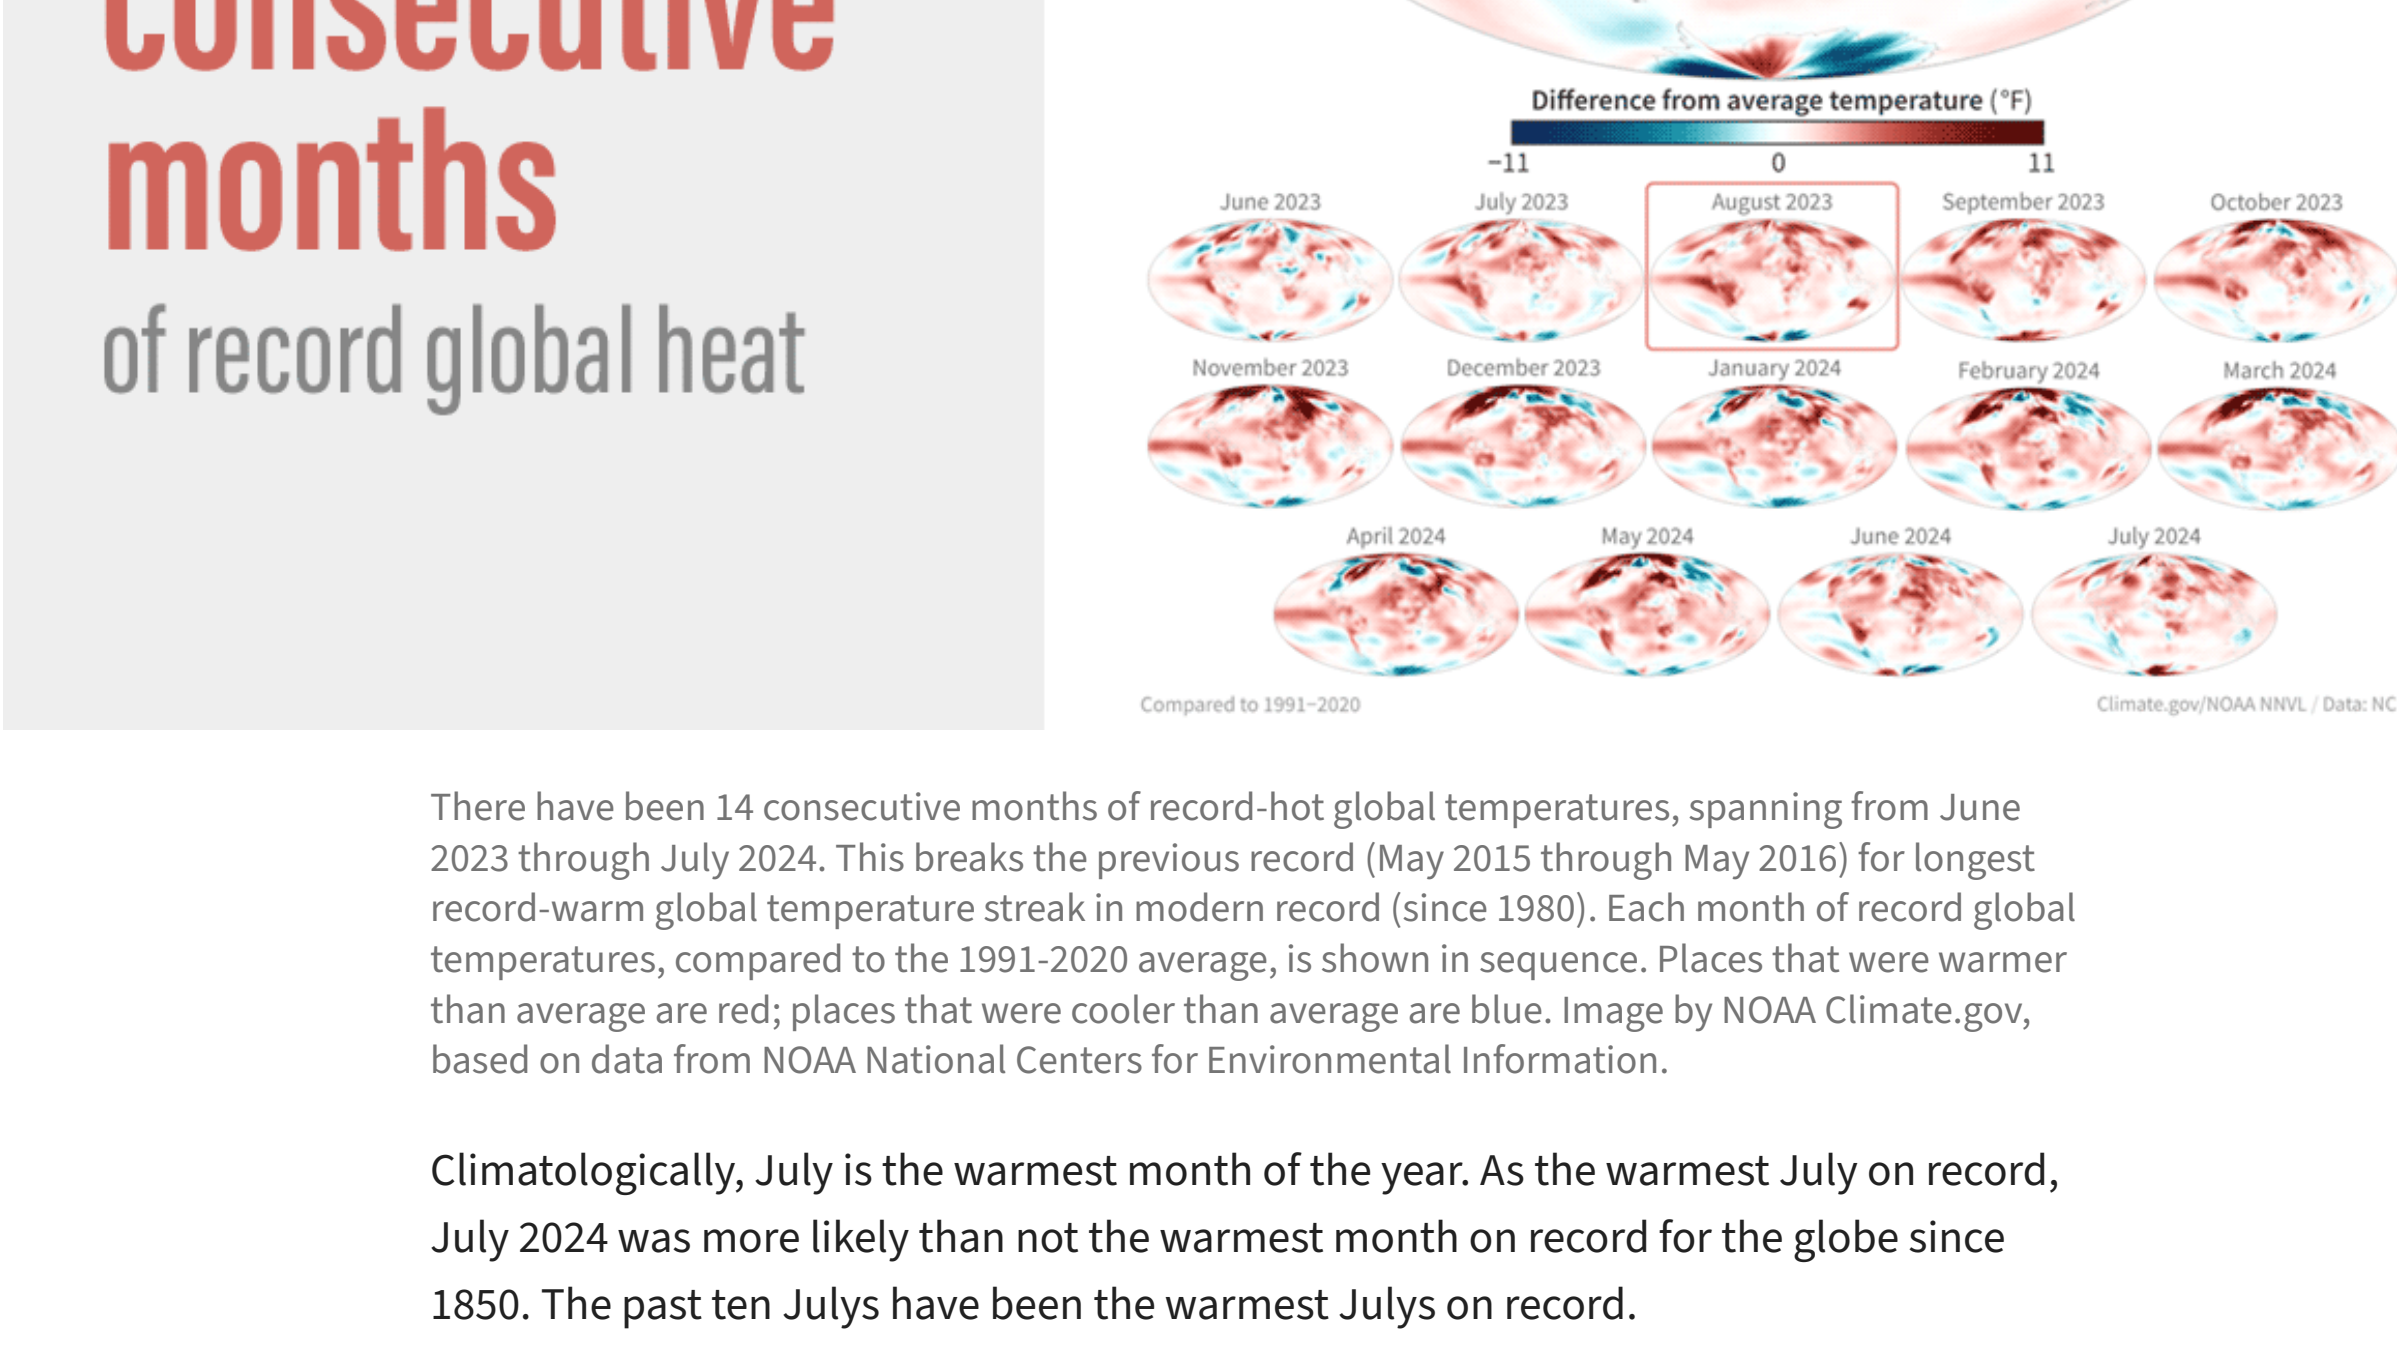 consecutive
months
of record global heat
Difference from average temperature (°F)
−11 0 11
June 2023 July 2023 August 2023 September 2023 October 2023
November 2023 December 2023 January 2024 February 2024 March 2024
April 2024 May 2024 June 2024 July 2024
Compared to 1991−2020 Climate.gov/NOAA NNVL / Data: NC
There have been 14 consecutive months of record-hot global temperatures, spanning from June
2023 through July 2024. This breaks the previous record (May 2015 through May 2016) for longest
record-warm global temperature streak in modern record (since 1980). Each month of record global
temperatures, compared to the 1991-2020 average, is shown in sequence. Places that were warmer
than average are red; places that were cooler than average are blue. Image by NOAA Climate.gov,
based on data from NOAA National Centers for Environmental Information.
Climatologically, July is the warmest month of the year. As the warmest July on record,
July 2024 was more likely than not the warmest month on record for the globe since
1850. The past ten Julys have been the warmest Julys on record.